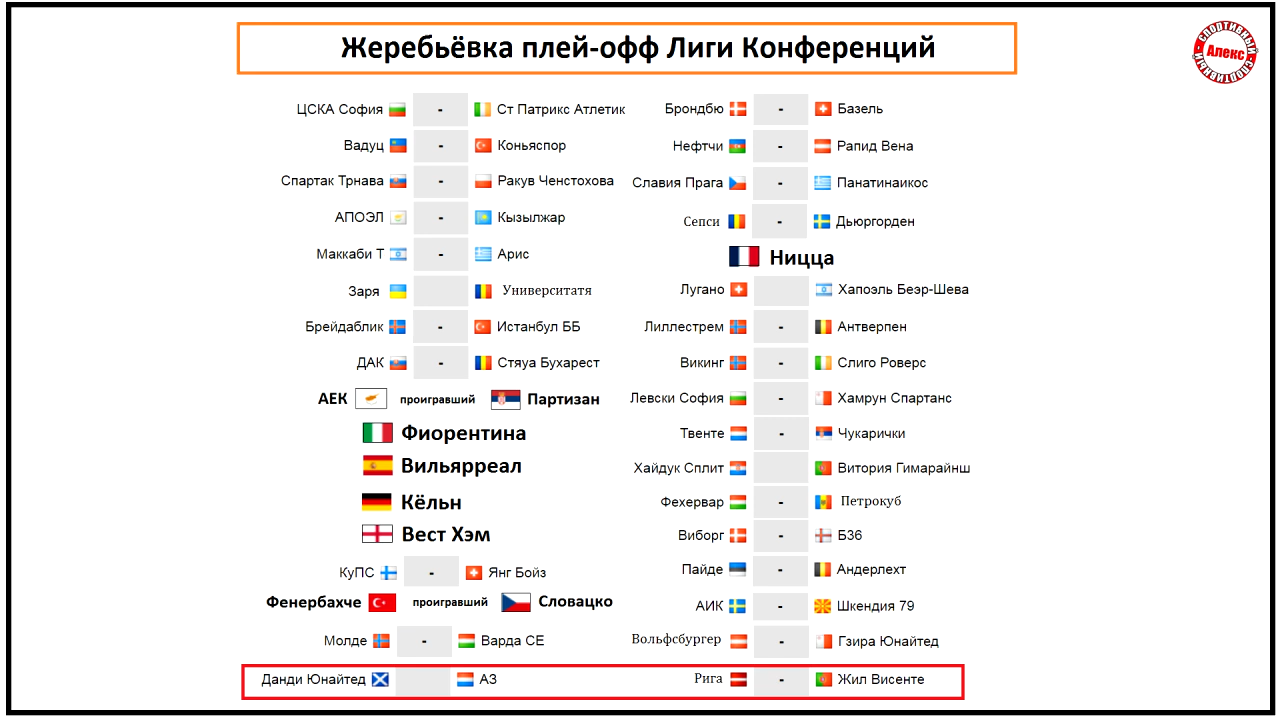 Жеребьёвка плей-офф Лиги Конференций
СПОРТИВНЫЙ
Алекс
СПОРТИВНЫЙ
ЦСКА София - Ст Патрикс Атлетик
Вадуц - Коньяспор
Спартак Трнава - Ракув Ченстохова
АПОЭЛ - Кызылжар
Маккаби Т - Арис
Заря Университатя
Брейдаблик - Истанбул ББ
ДАК - Стяуа Бухарест
АЕК проигравший Партизан
Фиорентина
Вильярреал
Кёльн
Вест Хэм
КуПС - Янг Бойз
Фенербахче проигравший Словацко
Молде - Варда СЕ
Данди Юнайтед АЗ
Брондбю - Базель
Нефтчи - Рапид Вена
Славия Прага - Панатинаикос
Сепси - Дьюргорден
Ницца
Лугано Хапоэль Беэр-Шева
Лиллестрем - Антверпен
Викинг - Слиго Роверс
Левски София - Хамрун Спартанс
Твенте - Чукарички
Хайдук Сплит Витория Гимарайнш
Фехервар - Петрокуб
Виборг - Б36
Пайде - Андерлехт
АИК - Шкендия 79
Вольфсбургер - Гзира Юнайтед
Рига - Жил Висенте